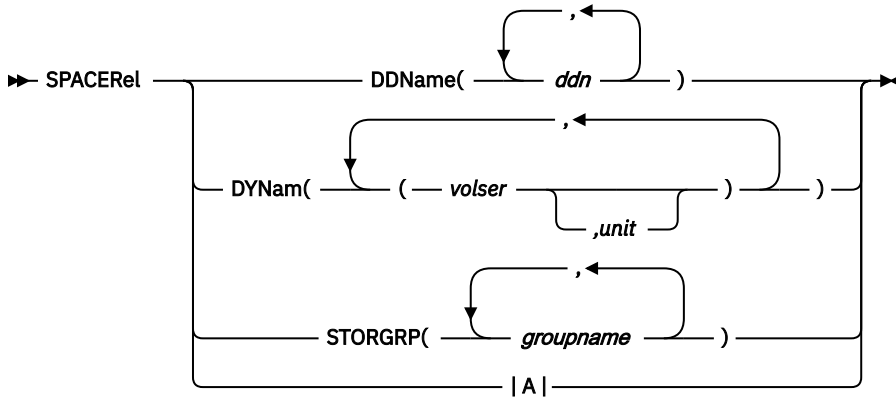 ,
SPACERel DDName( ddn )
,
DYNam( ( volser ) )
,unit
,
STORGRP( groupname )
|A|